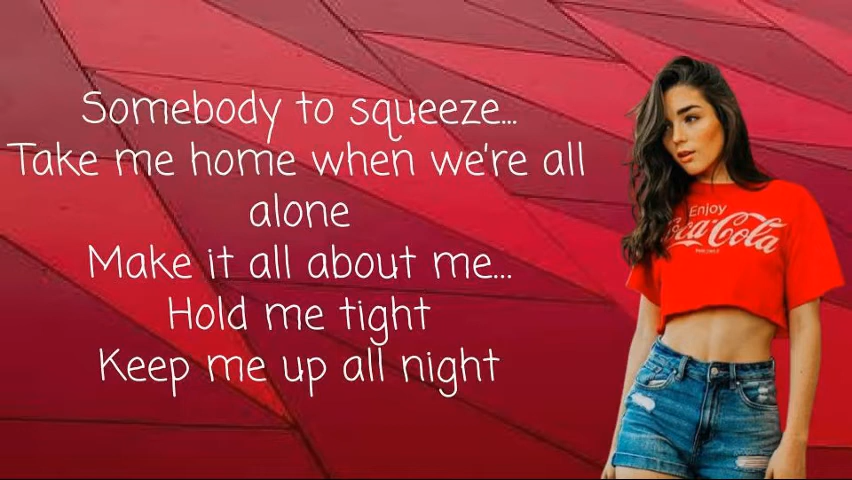 Somebody to squeeze...
Take me home when we're all
alone
Make it all about me...
Hold me tight
Keep me up all night
Enjoy
Coca-Cola